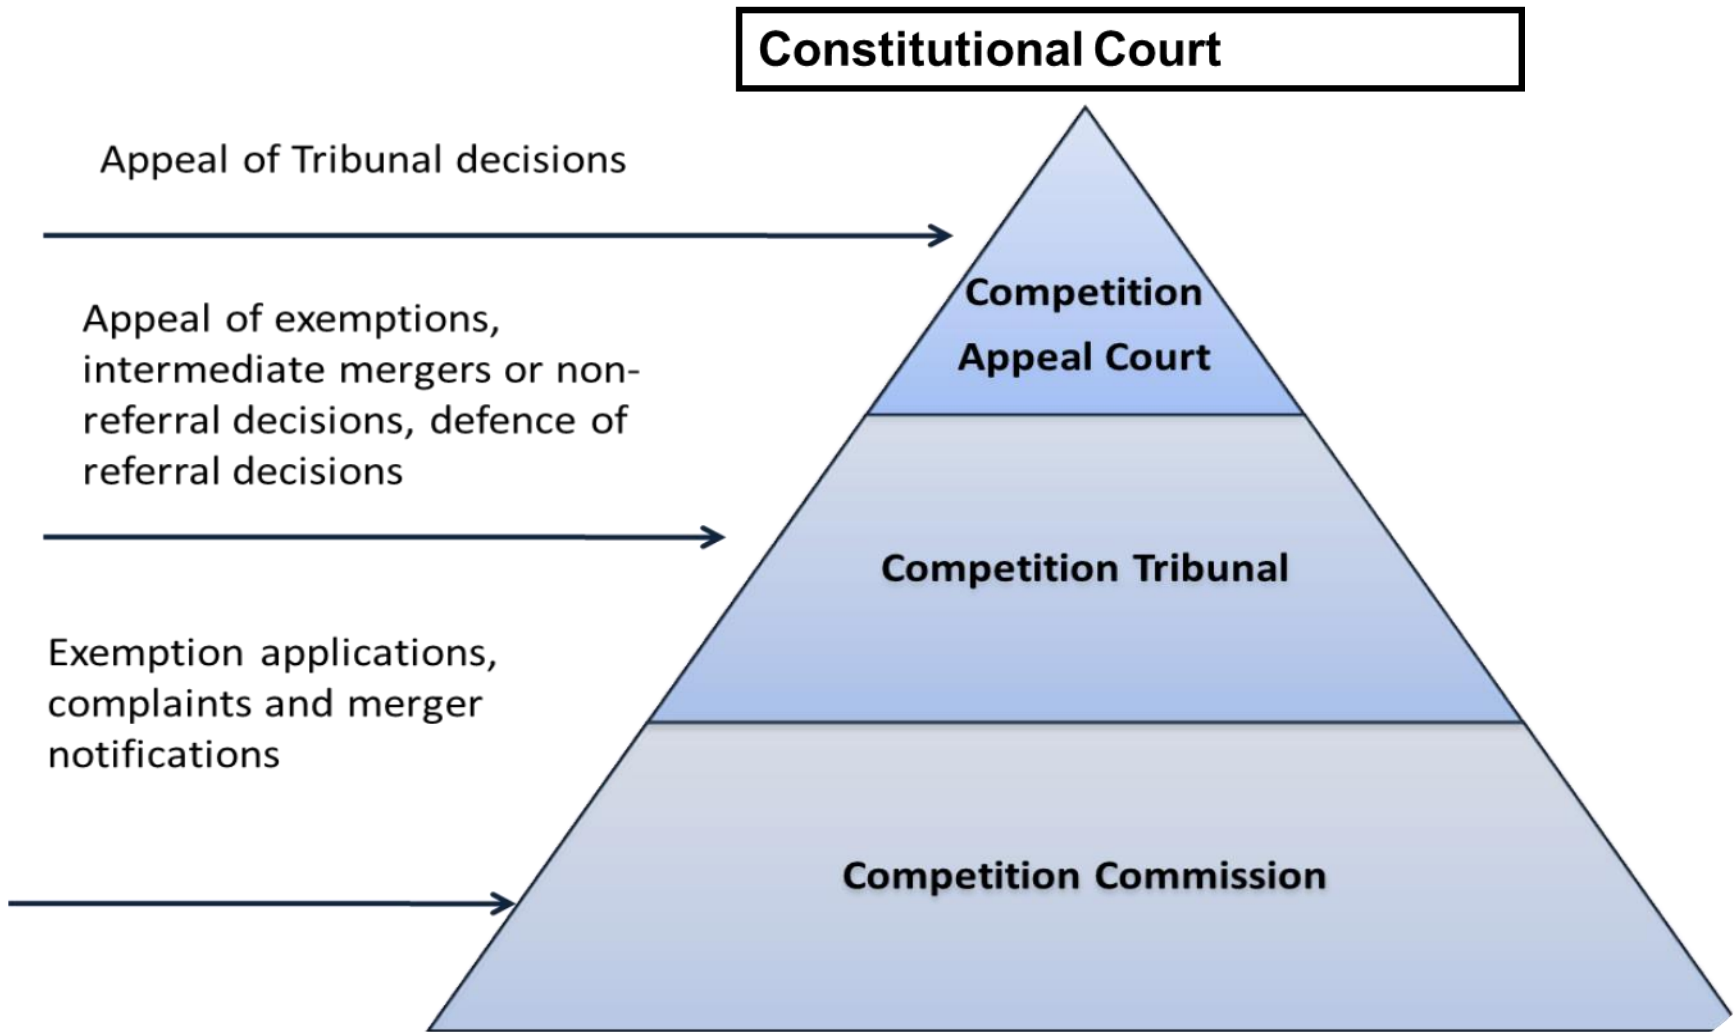 Constitutional Court
Appeal of Tribunal decisions
Competition
Appeal Court
Appeal of exemptions,
intermediate mergers or non-
referral decisions, defence of
referral decisions
Competition Tribunal
Exemption applications,
complaints and merger
notifications
Competition Commission